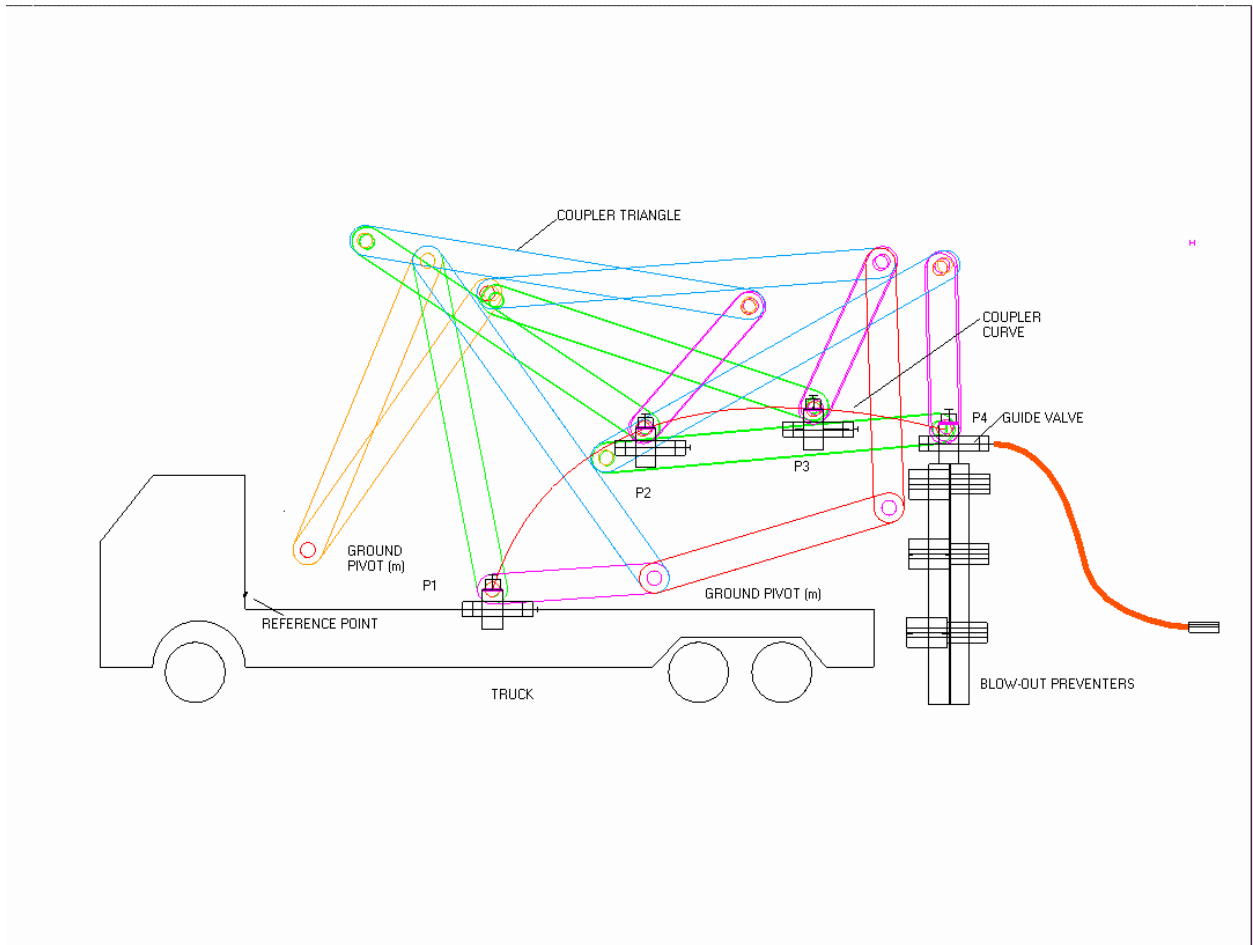 COUPLER TRIANGLE
H
COUPLER
CURVE
P4
GUIDE VALVE
P3
P2
GROUND
PIVOT (m)
P1
GROUND PIVOT (m)
REFERENCE POINT
BLOW-OUT PREVENTERS
TRUCK